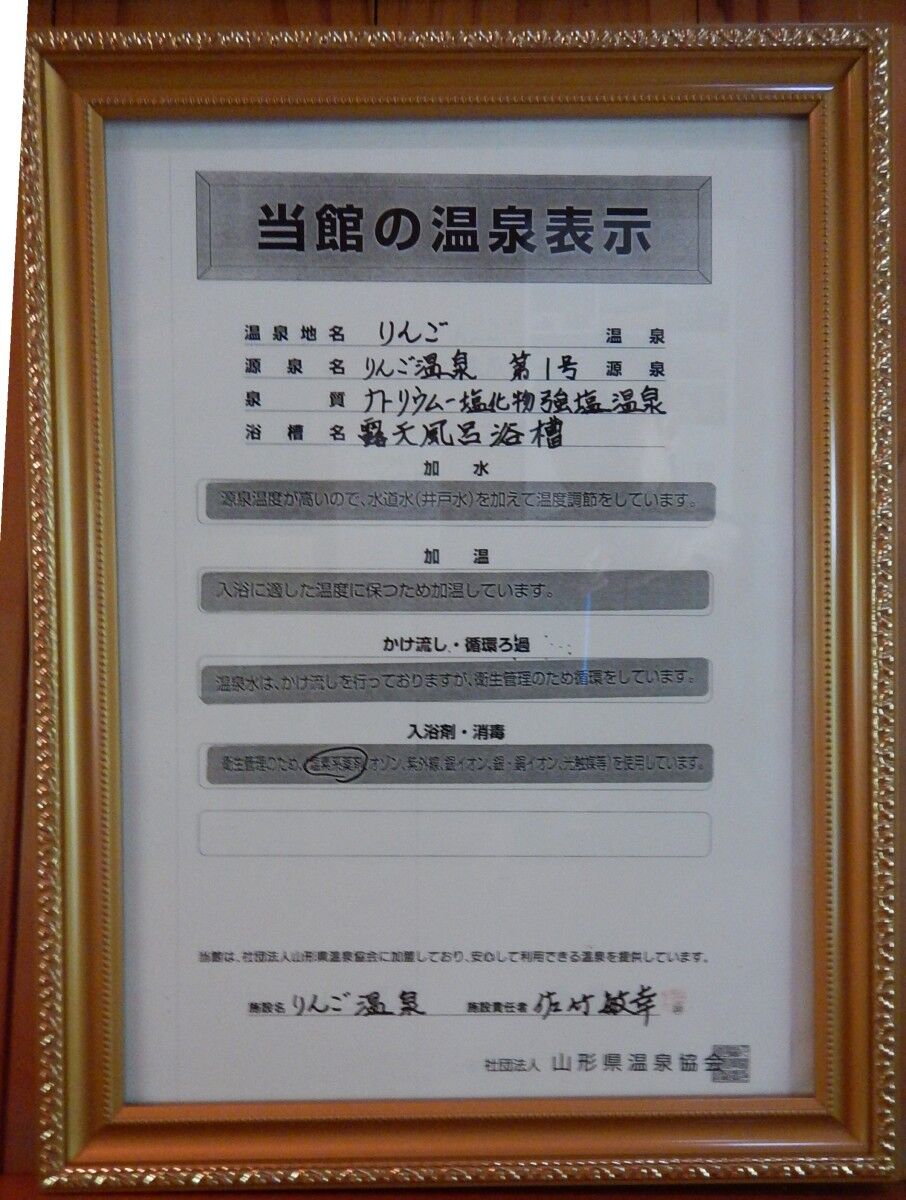 当館の温泉表示
温泉地名 りんご 温泉
源泉名 りんご温泉 第1号 源泉
泉質 ナトリウムー塩化物強塩温泉
浴槽名 露天風呂浴槽
加水
源泉温度が高いので、水道水(井戸水)を加えて温度調節をしています。
加温
入浴に適した温度に保つため加温しています。
かけ流し・循環ろ過
温泉水は、かけ流しを行っておりますが、衛生管理のため循環をしています。
入浴剤・消毒
衛生管理のため、(塩素系薬剤、オゾン、紫外線、銀イオン、銀・銅イオン、光触媒等)を使用しています。
当館は、社団法人山形県温泉協会に加盟しており、安心して利用できる温泉を提供しています。
施設名 りんご温泉 施設責任者 佐竹敏幸
社団法人 山形県温泉協会